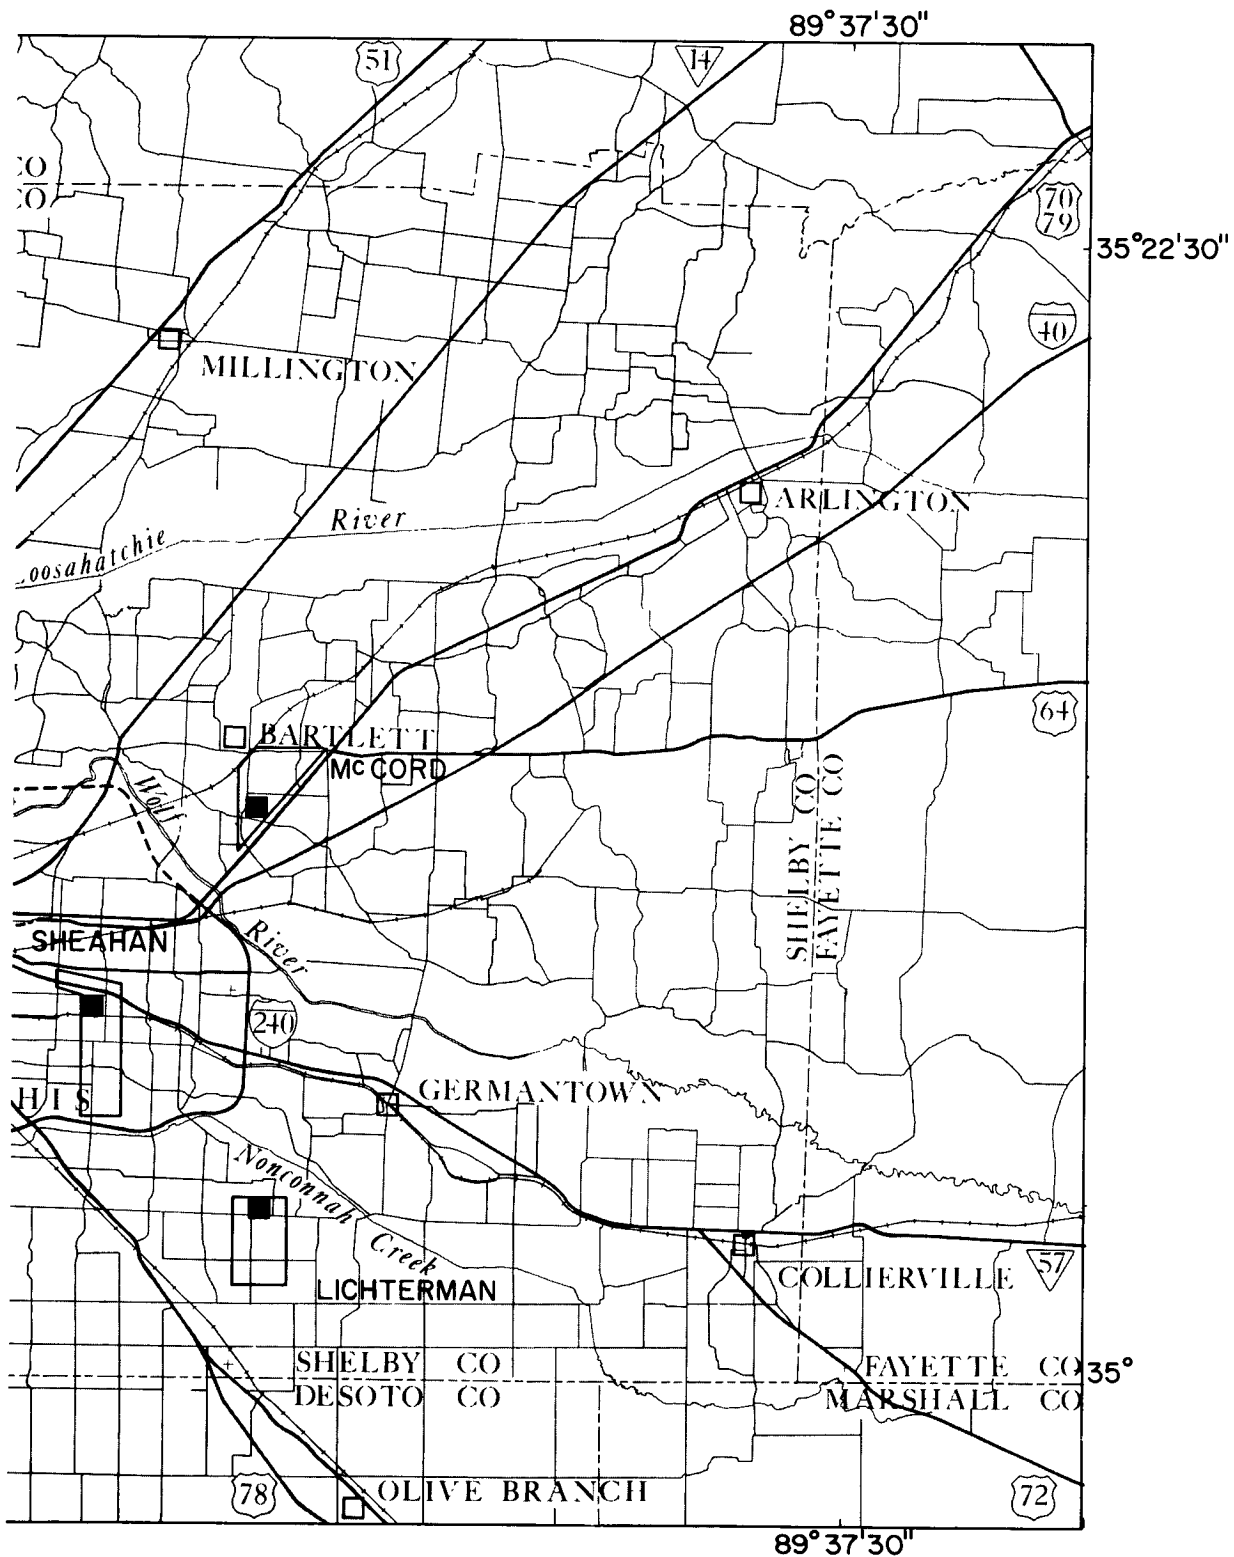 89°37'30"
51
14
CO
CO
70
79
35°22'30"
40
MILLINGTON
ARLINGTON
River
Loosahatchie
64
BARTLETT
McCORD
Wolf
SHELBY CO
FAYETTE CO
SHEAHAN
River
240
GERMANTOWN
HIS
Nonconnah
Creek
57
COLLIERVILLE
LICHTERMAN
SHELBY CO
FAYETTE CO
35°
DESOTO CO
MARSHALL CO
78
OLIVE BRANCH
72
89°37'30"